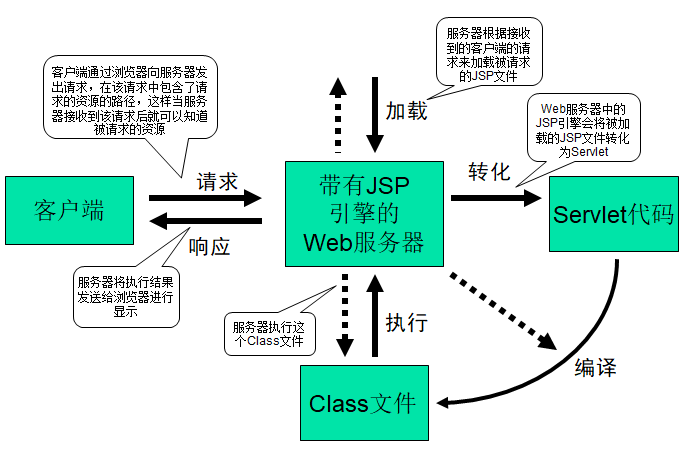 服务器根据接收
到的客户端的请
求来加载被请求
的JSP文件
客户端通过浏览器向服务器发
出请求，在该请求中包含了请
求的资源的路径，这样当服务
器接收到该请求后就可以知道
被请求的资源
加载
Web服务器中的
JSP引擎会将被加
载的JSP文件转化
为Servlet
请求
转化
客户端
带有JSP
引擎的
Web服务器
Servlet代码
响应
服务器将执行结果
发送给浏览器进行
显示
服务器执行这
个Class文件
执行
编译
Class文件